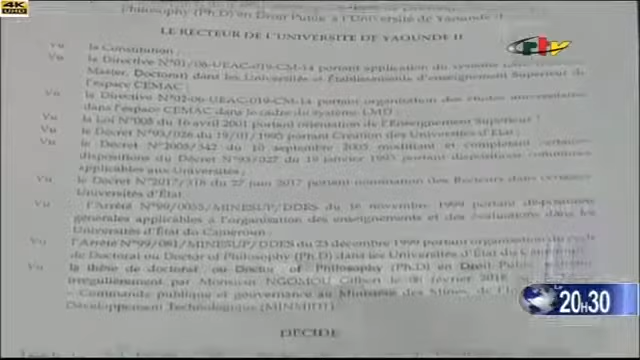 4K
UHD
Philosophy (Ph.D) en Droit Public à l'Université de Yaoundé II
crtv
LE RECTEUR DE L'UNIVERSITE DE YAOUNDE II
Vu la Constitution ;
Vu la Directive N°01/06-UEAC-019-CM-14 portant application du système
Master, Doctorat) dans les Universités et Etablissements d'enseignement Supérieur de
l'espace CEMAC ;
Vu la Directive N°02-06-UEAC-019-CM-14 portant organisation des études universitaires
dans l'espace CEMAC dans le cadre du système LMD ;
Vu la Loi N°005 du 16 avril 2001 portant orientation de l'Enseignement Supérieur ;
Vu le Décret N°93/026 du 19/01/1993 portant Création des Universités d'Etat ;
Vu le Décret N°2005/342 du 10 septembre 2005 modifiant et complétant certaines
dispositions du Décret N°93/027 du 19 janvier 1993 portant dispositions communes
applicables aux Universités ;
Vu le Décret N°2017/318 du 27 juin 2017 portant nomination des Recteurs dans certaines
Universités d'Etat
Vu l'Arrêté N°99/0055/MINESUP/DDES du 16 novembre 1999 portant dispositions
générales applicables à l'organisation des enseignements et des évaluations dans les
Universités d'Etat du Cameroun ;
Vu l'Arrêté N°99/081/MINESUP/DDES du 23 décembre 1999 portant organisation du cycle
de Doctorat ou Doctor of Philosophy (Ph.D) dans les Universités d'Etat du Cameroun
Vu la thèse de doctorat ou Doctor of Philosophy (Ph.D) en Droit Public
irrégulièrement par Monsieur NGOMOU Gilbert le 06 février 2018
– Commande publique et gouvernance au Ministère des Mines, de l'
Développement Technologique (MINMIDT)
DECIDE
Le 20H30